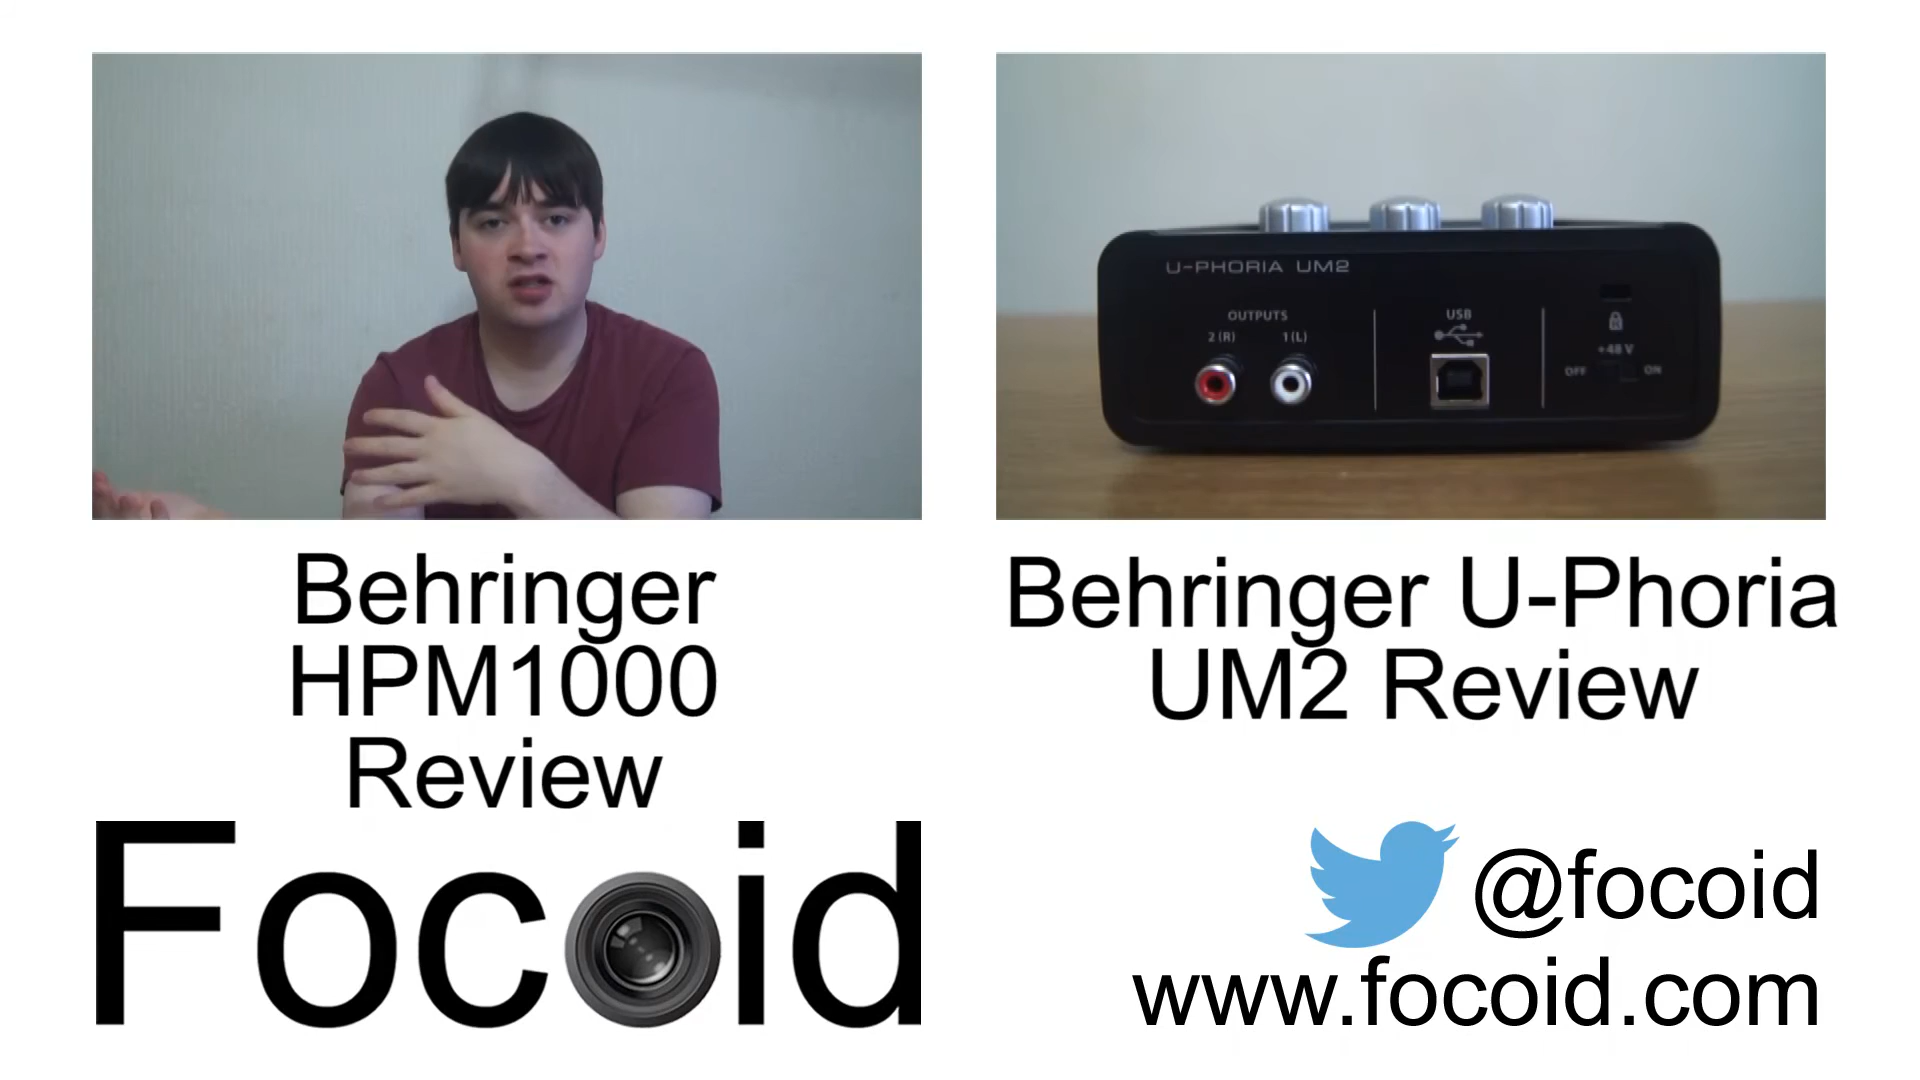 U-PHORIA UM2
OUTPUTS
2 (R) 1 (L)
USB
+48 V
OFF ON
Behringer
HPM1000
Review
Behringer U-Phoria
UM2 Review
Focoid
@focoid
www.focoid.com